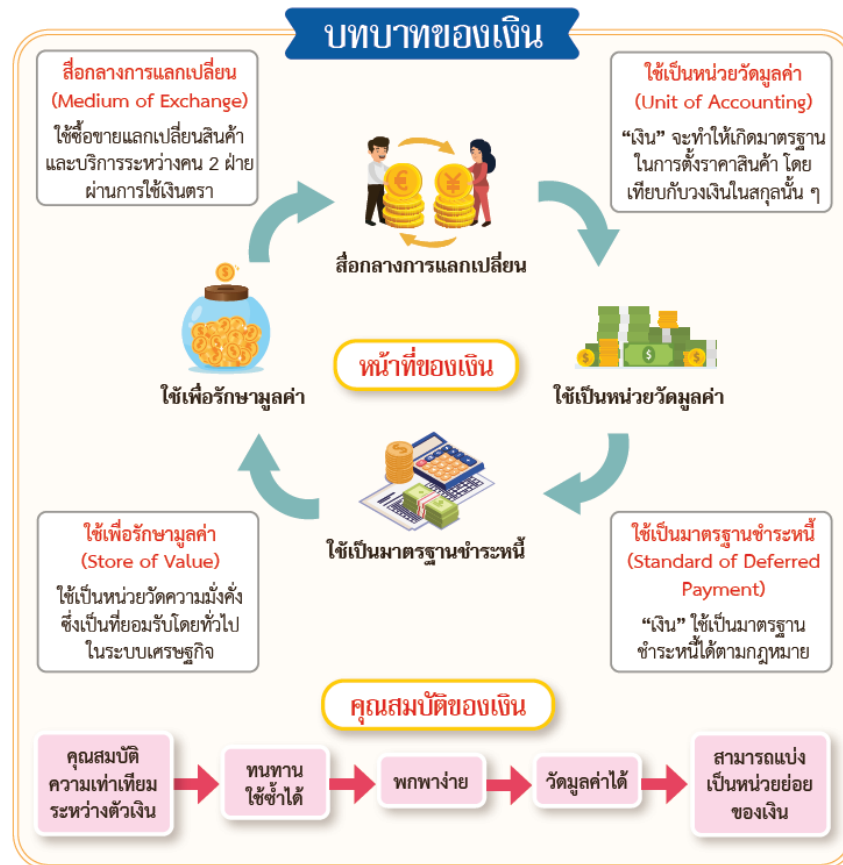 บทบาทของเงิน
สื่อกลางการแลกเปลี่ยน
(Medium of Exchange)
ใช้ซื้อขายแลกเปลี่ยนสินค้า
และบริการระหว่างคน 2 ฝ่าย
ผ่านการใช้เงินตรา
ใช้เป็นหน่วยวัดมูลค่า
(Unit of Accounting)
“เงิน” จะทำให้เกิดมาตรฐาน
ในการตั้งราคาสินค้า โดย
เทียบกับวงเงินในสกุลนั้น ๆ
สื่อกลางการแลกเปลี่ยน
หน้าที่ของเงิน
ใช้เพื่อรักษามูลค่า
ใช้เป็นหน่วยวัดมูลค่า
ใช้เป็นมาตรฐานชำระหนี้
ใช้เพื่อรักษามูลค่า
(Store of Value)
ใช้เป็นหน่วยวัดความมั่งคั่ง
ซึ่งเป็นที่ยอมรับโดยทั่วไป
ในระบบเศรษฐกิจ
ใช้เป็นมาตรฐานชำระหนี้
(Standard of Deferred
Payment)
“เงิน” ใช้เป็นมาตรฐาน
ชำระหนี้ได้ตามกฎหมาย
คุณสมบัติของเงิน
คุณสมบัติ
ความเท่าเทียม
ระหว่างตัวเงิน
ทนทาน
ใช้ซ้ำได้
พกพาง่าย
วัดมูลค่าได้
สามารถแบ่ง
เป็นหน่วยย่อย
ของเงิน